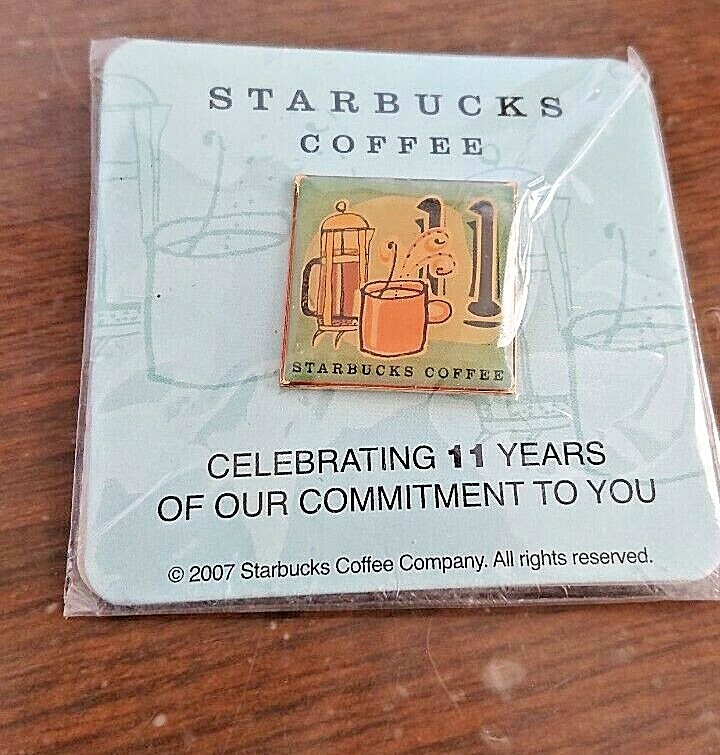 STARBUCKS
COFFEE
11
STARBUCKS COFFEE
CELEBRATING 11 YEARS
OF OUR COMMITMENT TO YOU
© 2007 Starbucks Coffee Company. All rights reserved.